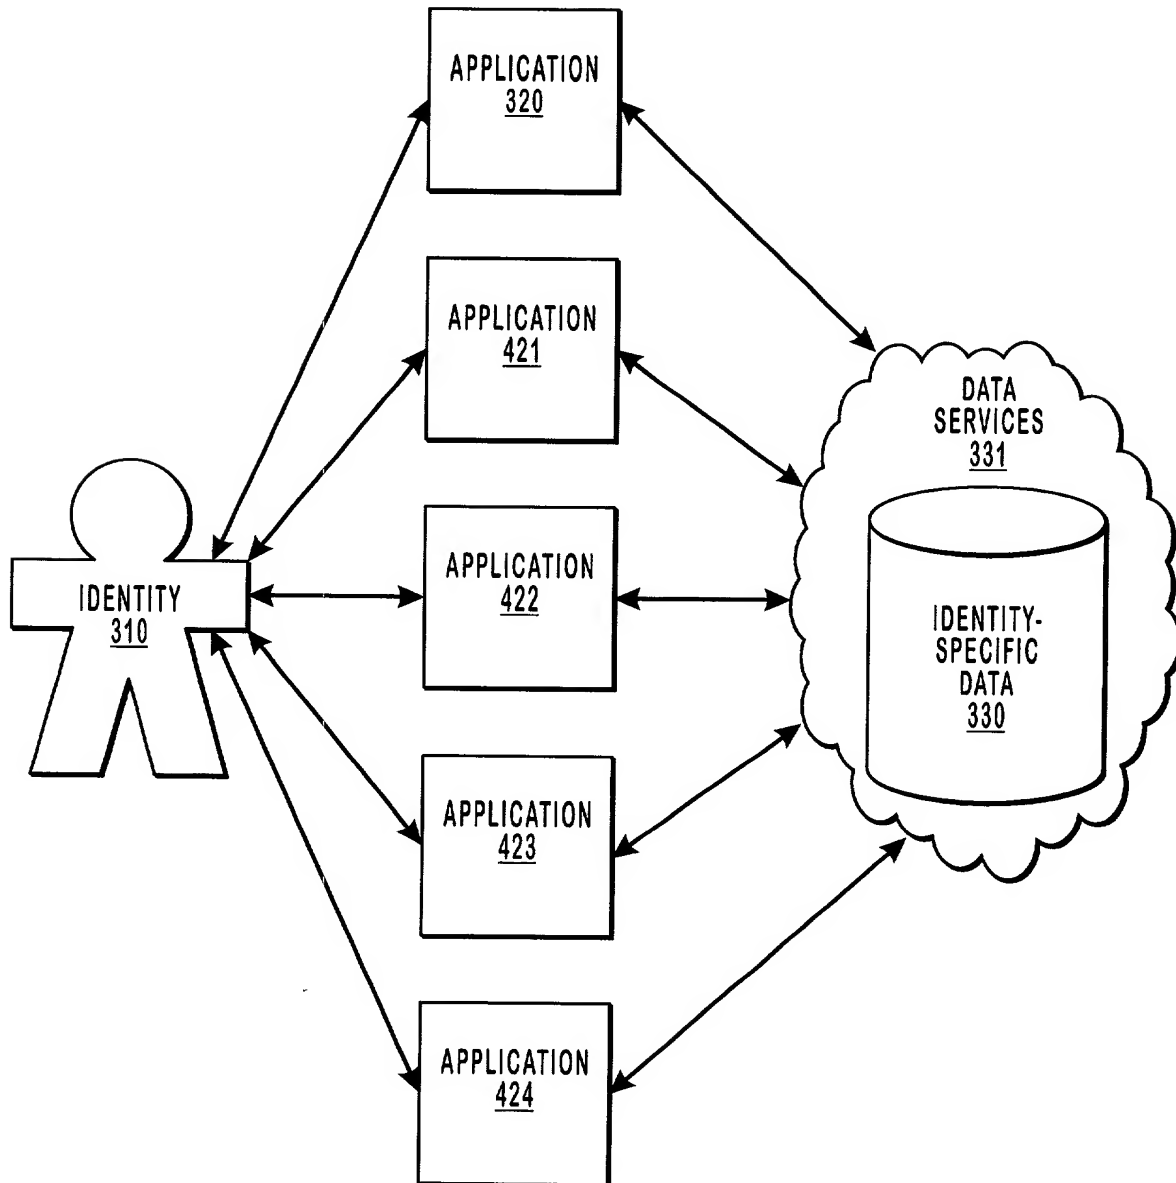 APPLICATION
320
APPLICATION
421
DATA
SERVICES
331
IDENTITY
310
APPLICATION
422
IDENTITY-
SPECIFIC
DATA
330
APPLICATION
423
APPLICATION
424